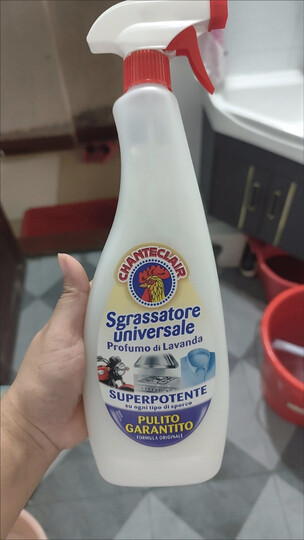 CHANTECLAIR
Sgrassatore
universale
Profumo di Lavanda
SUPERPOTENTE
su ogni tipo di sporco
PULITO
GARANTITO
FORMULA ORIGINALE